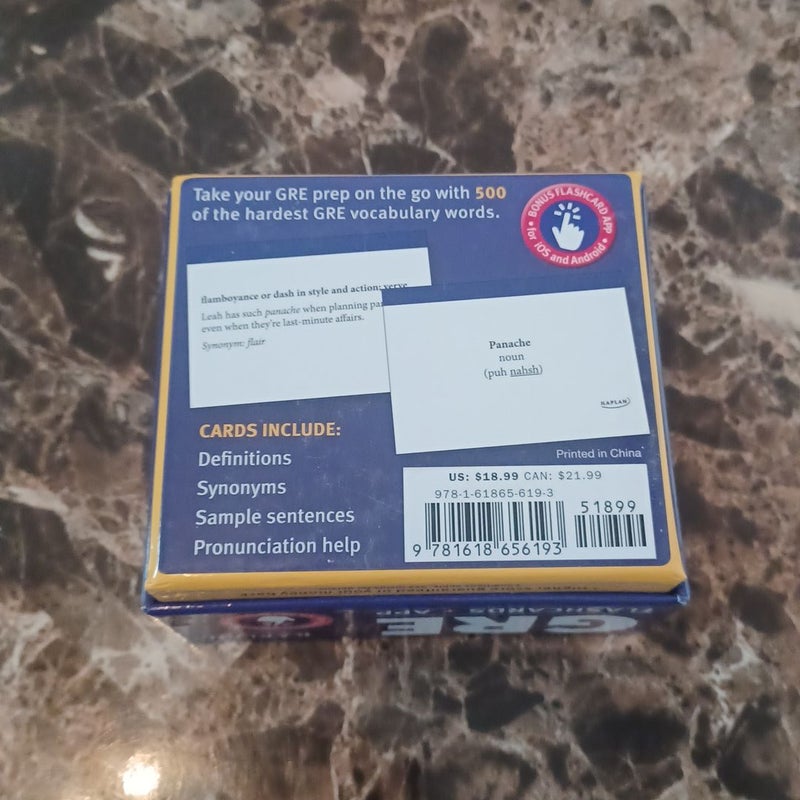 Take your GRE prep on the go with 500
of the hardest GRE vocabulary words.
• BONUS FLASHCARD APP •
for iOS and Android
flamboyance or dash in style and action; verve
Leah has such panache when planning
even when they're last-minute affairs.
Synonym: flair
Panache
noun
(puh nahsh)
KAPLAN
CARDS INCLUDE:
Definitions
Synonyms
Sample sentences
Pronunciation help
Printed in China
US: $18.99 CAN: $21.99
978-1-61865-619-3
51899
9 781618 656193
GRE
FLASHCARDS + APP